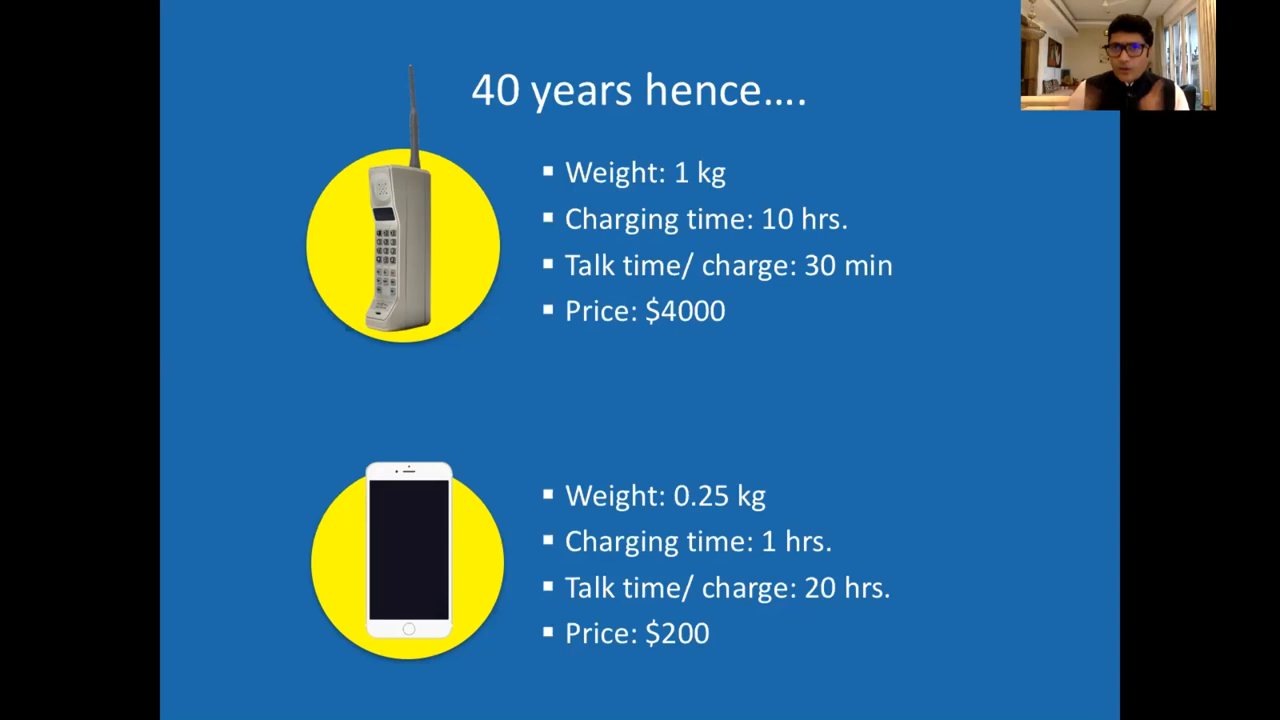 40 years hence....
Weight: 1 kg
Charging time: 10 hrs.
Talk time/ charge: 30 min
Price: $4000
Weight: 0.25 kg
Charging time: 1 hrs.
Talk time/ charge: 20 hrs.
Price: $200